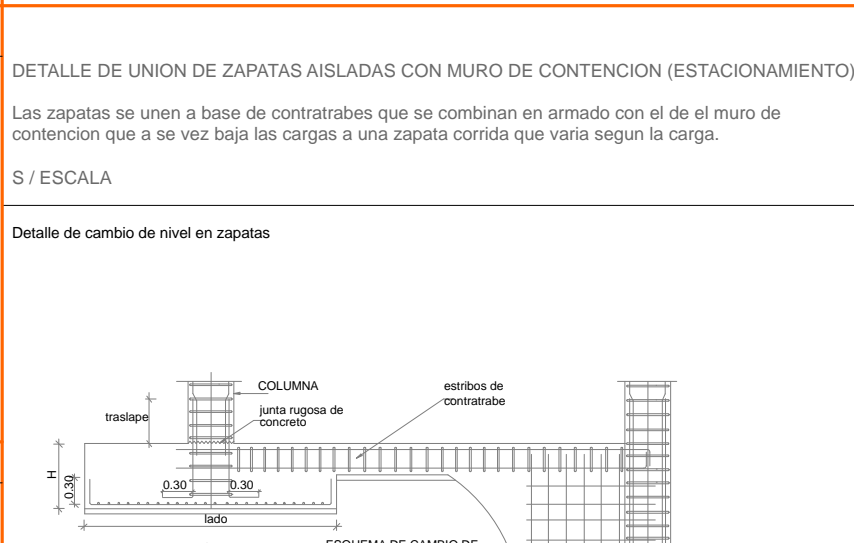 DETALLE DE UNION DE ZAPATAS AISLADAS CON MURO DE CONTENCION (ESTACIONAMIENTO)
Las zapatas se unen a base de contratrabes que se combinan en armado con el de el muro de
contencion que a se vez baja las cargas a una zapata corrida que varia segun la carga.
S / ESCALA
Detalle de cambio de nivel en zapatas
COLUMNA
estribos de
contratrabe
traslape
junta rugosa de
concreto
H
0.30
0.30
0.30
lado
ESQUEMA DE CAMBIO DE